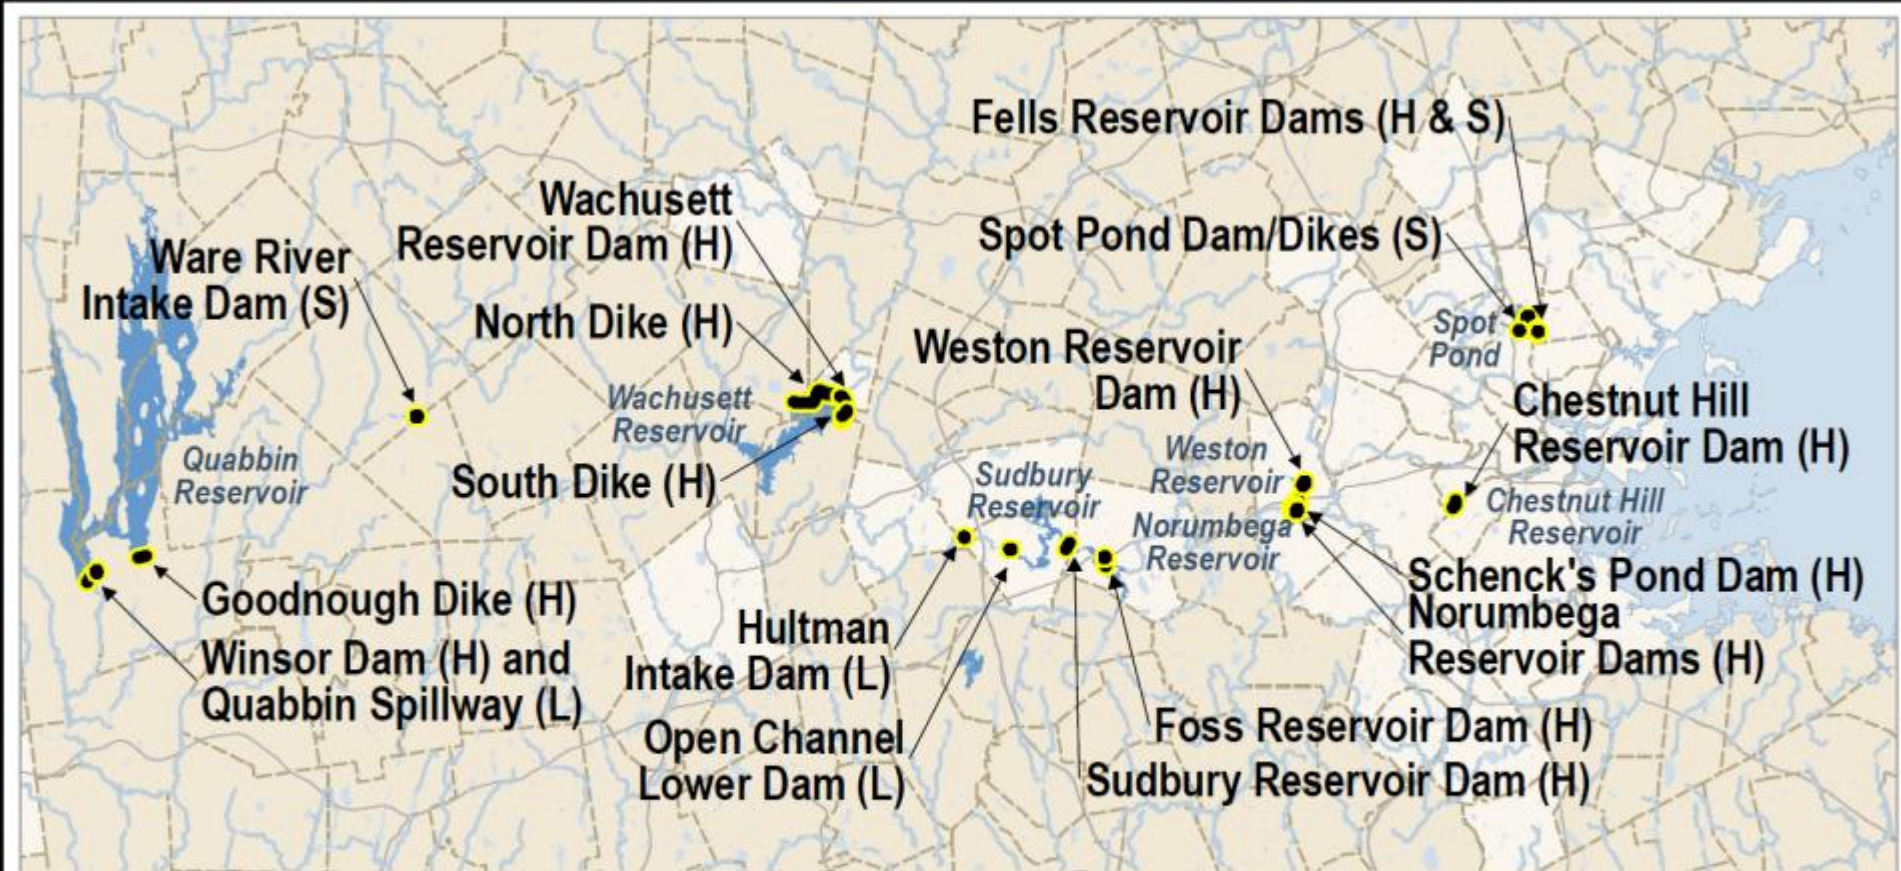 Fells Reservoir Dams (H & S)
Wachusett
Reservoir Dam (H)
Spot Pond Dam/Dikes (S)
Ware River
Intake Dam (S)
North Dike (H)
Spot
Pond
Weston Reservoir
Dam (H)
Wachusett
Reservoir
Chestnut Hill
Reservoir Dam (H)
Quabbin
Reservoir
South Dike (H)
Sudbury
Reservoir
Weston
Reservoir
Norumbega
Reservoir
Chestnut Hill
Reservoir
Goodnough Dike (H)
Winsor Dam (H) and
Quabbin Spillway (L)
Hultman
Intake Dam (L)
Open Channel
Lower Dam (L)
Schenck's Pond Dam (H)
Norumbega
Reservoir Dams (H)
Foss Reservoir Dam (H)
Sudbury Reservoir Dam (H)